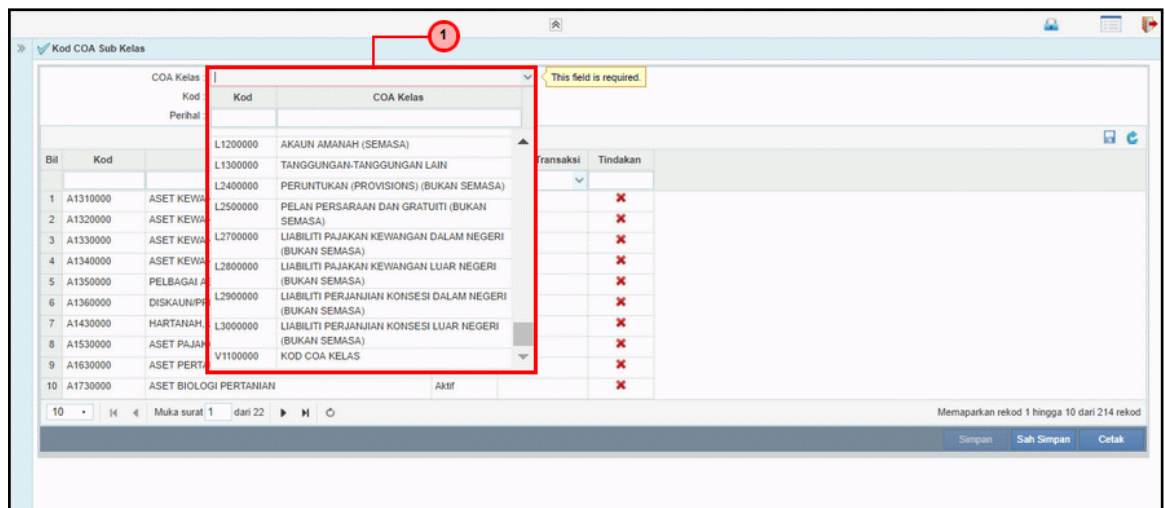 1
Kod COA Sub Kelas
COA Kelas :
This field is required.
Kod :
Perihal :
Kod COA Kelas
L1200000 AKAUN AMANAH (SEMASA)
L1300000 TANGGUNGAN-TANGGUNGAN LAIN
L2400000 PERUNTUKAN (PROVISIONS) (BUKAN SEMASA)
L2500000 PELAN PERSARAAN DAN GRATUITI (BUKAN
SEMASA)
L2700000 LIABILITI PAJAKAN KEWANGAN DALAM NEGERI
(BUKAN SEMASA)
L2800000 LIABILITI PAJAKAN KEWANGAN LUAR NEGERI
(BUKAN SEMASA)
L2900000 LIABILITI PERJANJIAN KONSESI DALAM NEGERI
(BUKAN SEMASA)
L3000000 LIABILITI PERJANJIAN KONSESI LUAR NEGERI
(BUKAN SEMASA)
V1100000 KOD COA KELAS
Bil Kod Transaksi Tindakan
1 A1310000 ASET KEWA
2 A1320000 ASET KEWA
3 A1330000 ASET KEWA
4 A1340000 ASET KEWA
5 A1350000 PELBAGAI A
6 A1360000 DISKAUN/PR
7 A1430000 HARTANAH,
8 A1530000 ASET PAJAK
9 A1630000 ASET PERTA
10 A1730000 ASET BIOLOGI PERTANIAN Aktif
10 Muka surat 1 dari 22
Memaparkan rekod 1 hingga 10 dari 214 rekod
Simpan Sah Simpan Cetak